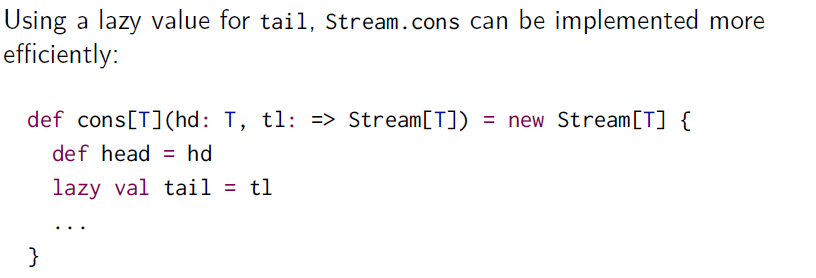 Using a lazy value for tail, Stream.cons can be implemented more
efficiently:
def cons[T](hd: T, tl: => Stream[T]) = new Stream[T] {
  def head = hd
  lazy val tail = tl
  ...
}